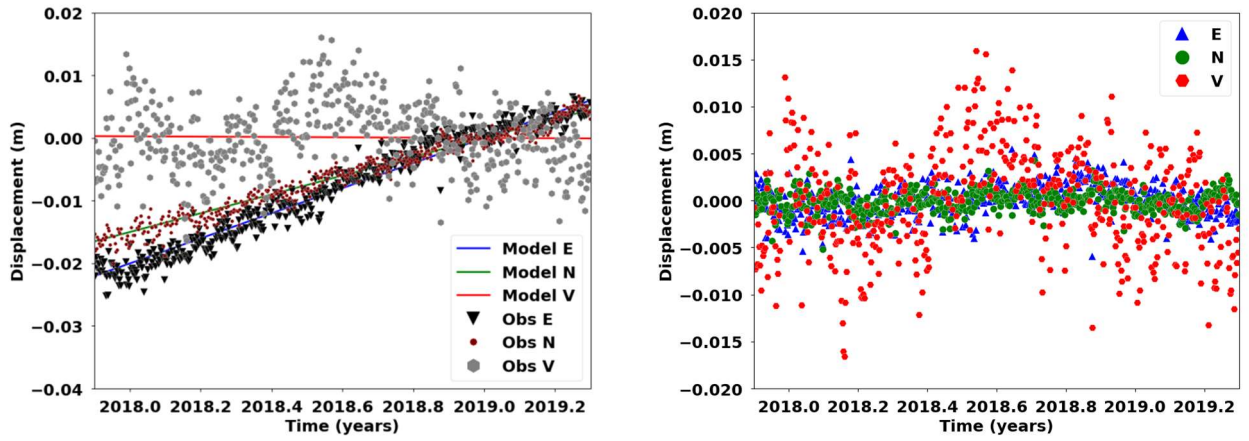 Displacement (m)
0.02
0.01
0.00
−0.01
−0.02
−0.03
−0.04
Model E
Model N
Model V
Obs E
Obs N
Obs V
2018.0 2018.2 2018.4 2018.6 2018.8 2019.0 2019.2
Time (years)
Displacement (m)
0.020
0.015
0.010
0.005
0.000
−0.005
−0.010
−0.015
−0.020
E
N
V
2018.0 2018.2 2018.4 2018.6 2018.8 2019.0 2019.2
Time (years)